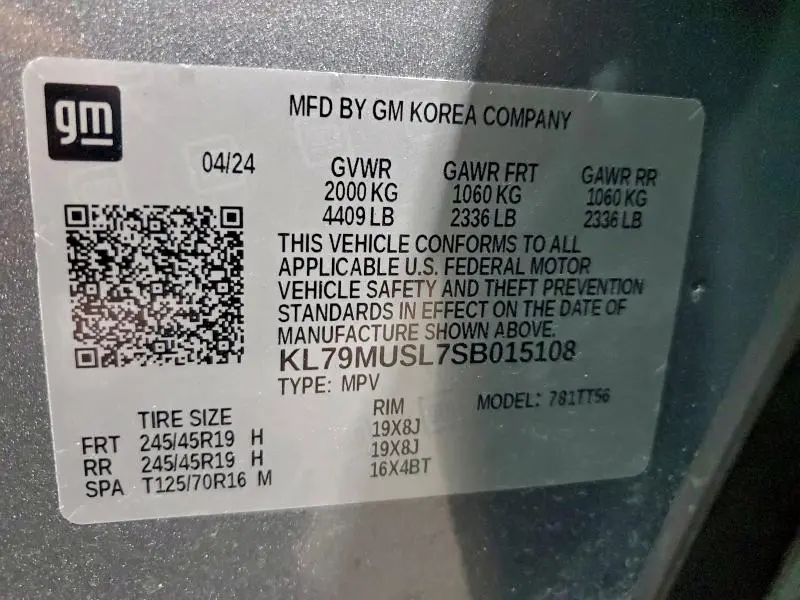 gm
MFD BY GM KOREA COMPANY
04/24
GVWR GAWR FRT GAWR RR
2000 KG 1060 KG 1060 KG
4409 LB 2336 LB 2336 LB
THIS VEHICLE CONFORMS TO ALL
APPLICABLE U.S. FEDERAL MOTOR
VEHICLE SAFETY AND THEFT PREVENTION
STANDARDS IN EFFECT ON THE DATE OF
MANUFACTURE SHOWN ABOVE.
KL79MUSL7SB015108
TYPE: MPV MODEL: 781TT56
TIRE SIZE RIM
FRT 245/45R19 H 19X8J
RR 245/45R19 H 19X8J
SPA T125/70R16 M 16X4BT